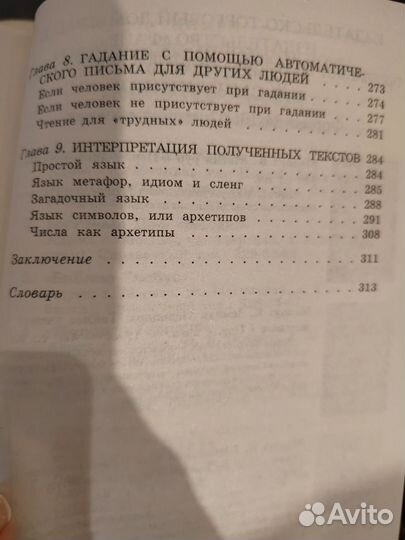 Глава 8. ГАДАНИЕ С ПОМОЩЬЮ АВТОМАТИЧЕ-
СКОГО ПИСЬМА ДЛЯ ДРУГИХ ЛЮДЕЙ . . . . 273
Если человек присутствует при гадании . . . . 274
Если человек не присутствует при гадании . . 277
Чтение для «трудных» людей . . . . . . . . . . 281
Глава 9. ИНТЕРПРЕТАЦИЯ ПОЛУЧЕННЫХ ТЕКСТОВ 284
Простой язык . . . . . . . . . . . . . . . . . . 284
Язык метафор, идиом и сленг . . . . . . . . . . 285
Загадочный язык . . . . . . . . . . . . . . . . 288
Язык символов, или архетипов . . . . . . . . . 291
Числа как архетипы . . . . . . . . . . . . . . 308
Заключение . . . . . . . . . . . . . . . . . . 311
Словарь . . . . . . . . . . . . . . . . . . . . 313
Avito